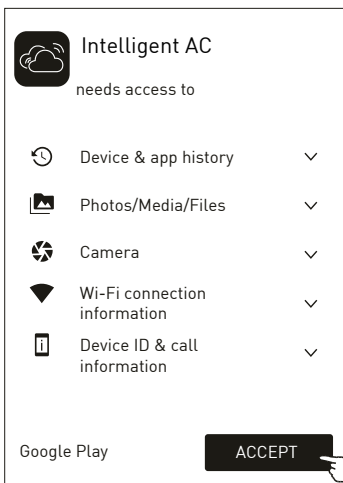 Intelligent AC
needs access to
Device & app history
Photos/Media/Files
Camera
Wi-Fi connection
information
Device ID & call
information
Google Play
ACCEPT